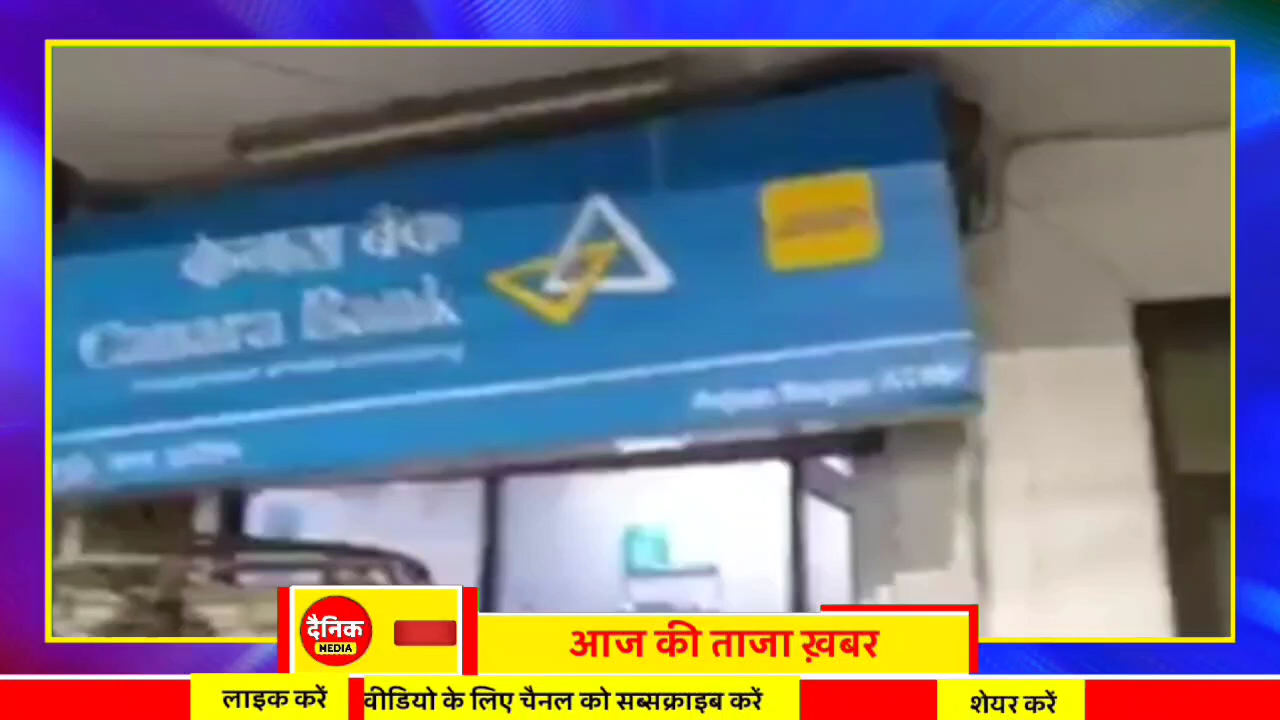 केनरा बैंक
Canara Bank
दैनिक
MEDIA
आज की ताजा ख़बर
लाइक करें
वीडियो के लिए चैनल को सब्सक्राइब करें
शेयर करें